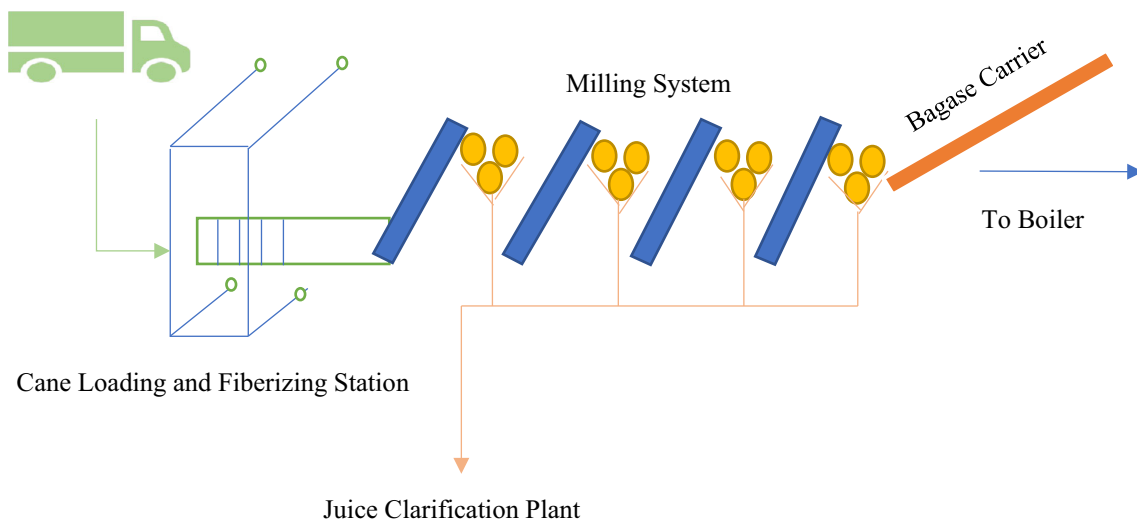 Milling System
Bagase Carrier
To Boiler
Cane Loading and Fiberizing Station
Juice Clarification Plant